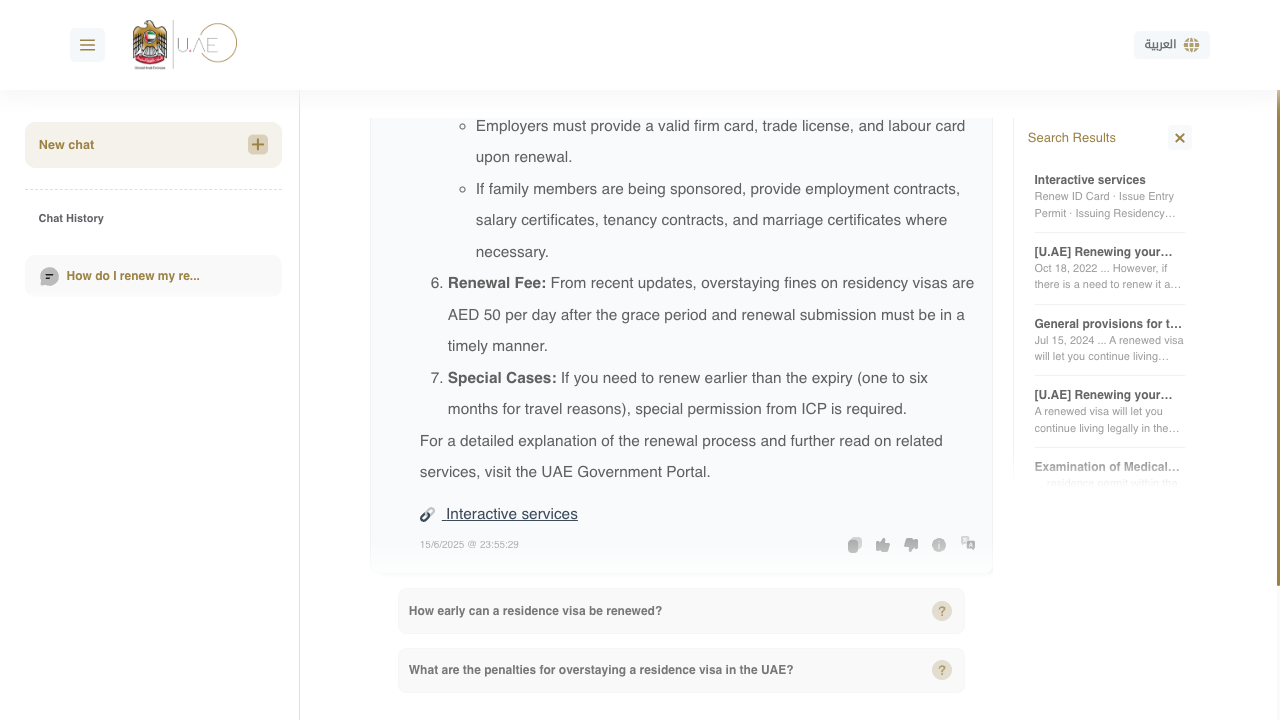 U.AE
العربية
New chat
Chat History
How do I renew my re...
Employers must provide a valid firm card, trade license, and labour card
upon renewal.
If family members are being sponsored, provide employment contracts,
salary certificates, tenancy contracts, and marriage certificates where
necessary.
6. Renewal Fee: From recent updates, overstaying fines on residency visas are
AED 50 per day after the grace period and renewal submission must be in a
timely manner.
7. Special Cases: If you need to renew earlier than the expiry (one to six
months for travel reasons), special permission from ICP is required.
For a detailed explanation of the renewal process and further read on related
services, visit the UAE Government Portal.
Interactive services
15/6/2025 @ 23:55:29
How early can a residence visa be renewed?
?
What are the penalties for overstaying a residence visa in the UAE?
?
Search Results
Interactive services
Renew ID Card · Issue Entry
Permit · Issuing Residency…
[U.AE] Renewing your…
Oct 18, 2022 ... However, if
there is a need to renew it a…
General provisions for t…
Jul 15, 2024 ... A renewed visa
will let you continue living…
[U.AE] Renewing your…
A renewed visa will let you
continue living legally in the…
Examination of Medical…
... residence permit within the